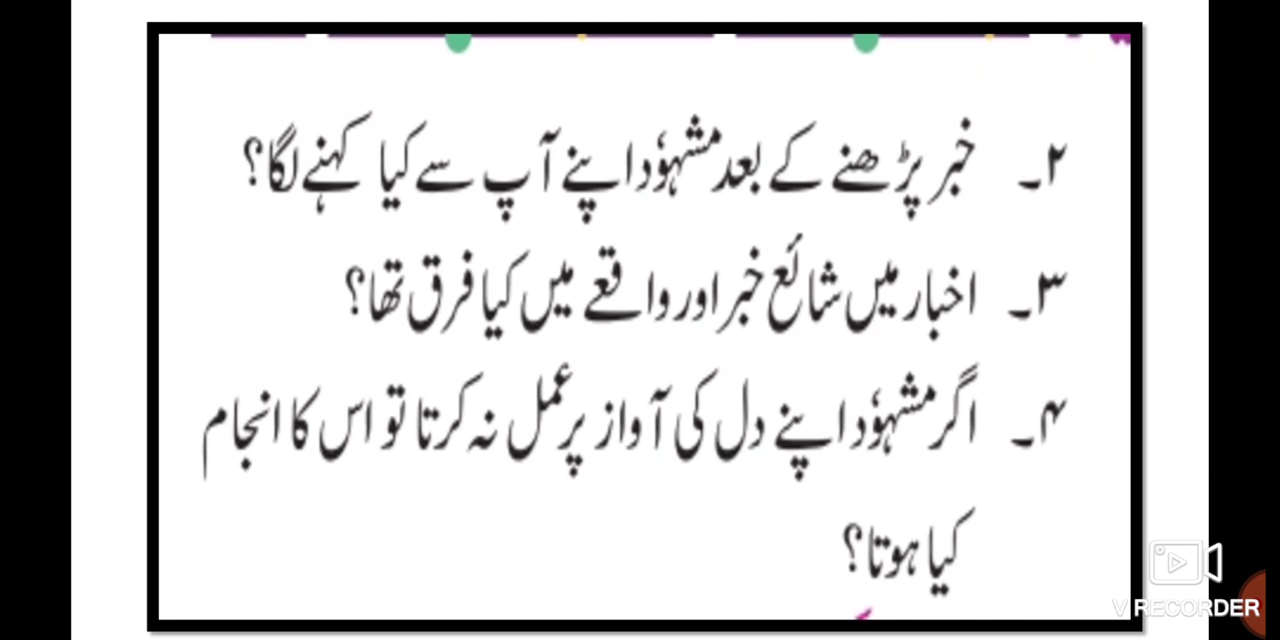 ۲۔ خبر پڑھنے کے بعد مشہوٗد اپنے آپ سے کیا کہنے لگا؟
۳۔ اخبار میں شائع خبر اور واقعے میں کیا فرق تھا؟
۴۔ اگر مشہوٗد اپنے دل کی آواز پر عمل نہ کرتا تو اس کا انجام
کیا ہوتا؟
V RECORDER